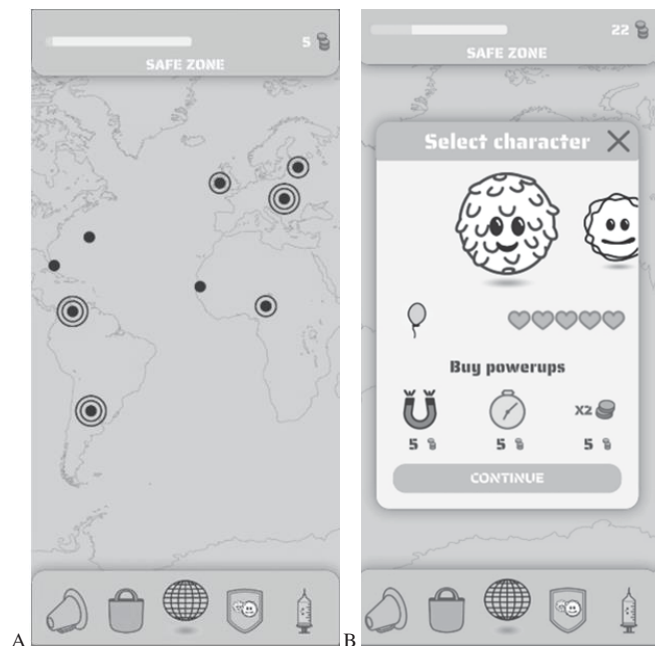 5
SAFE ZONE
A
22
SAFE ZONE
Select character
Buy powerups
X2
5 5 5
CONTINUE
B